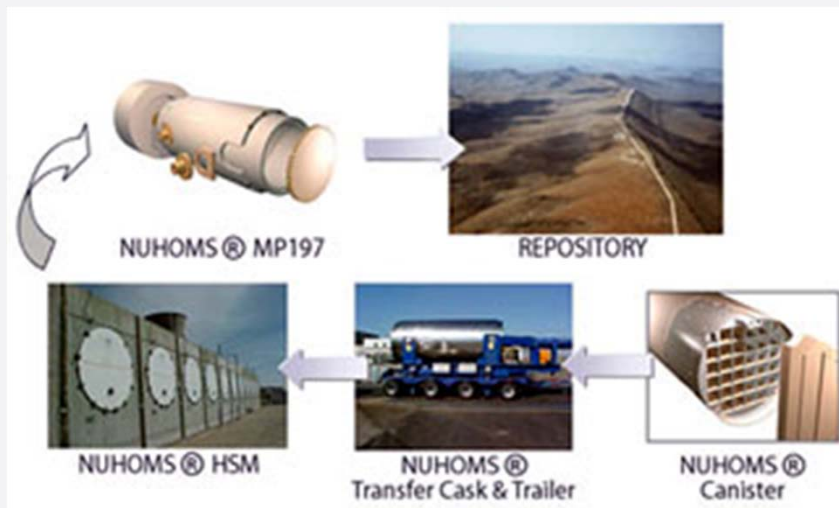 NUHOMS ® MP197
REPOSITORY
NUHOMS ® HSM
NUHOMS ®
Transfer Cask & Trailer
NUHOMS ®
Canister